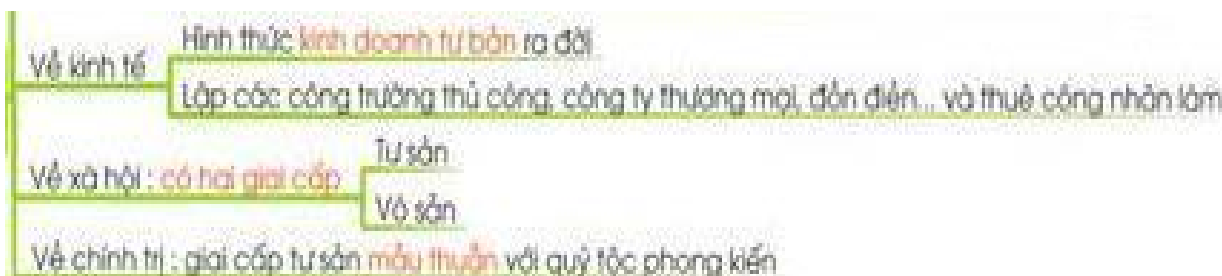 Về kinh tế
Hình thức kinh doanh tư bản ra đời
Lập các công trường thủ công, công ty thương mại, đồn điền... và thuê công nhân làm
Về xã hội : có hai giai cấp
Tư sản
Vô sản
Về chính trị : giai cấp tư sản mâu thuẫn với quý tộc phong kiến